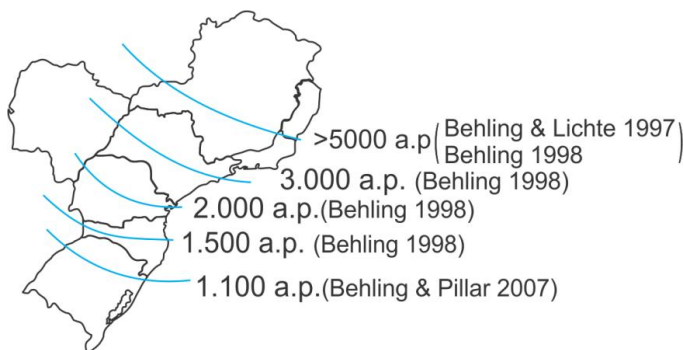 >5000 a.p(Behling & Lichte 1997
Behling 1998)
3.000 a.p. (Behling 1998)
2.000 a.p.(Behling 1998)
1.500 a.p. (Behling 1998)
1.100 a.p.(Behling & Pillar 2007)